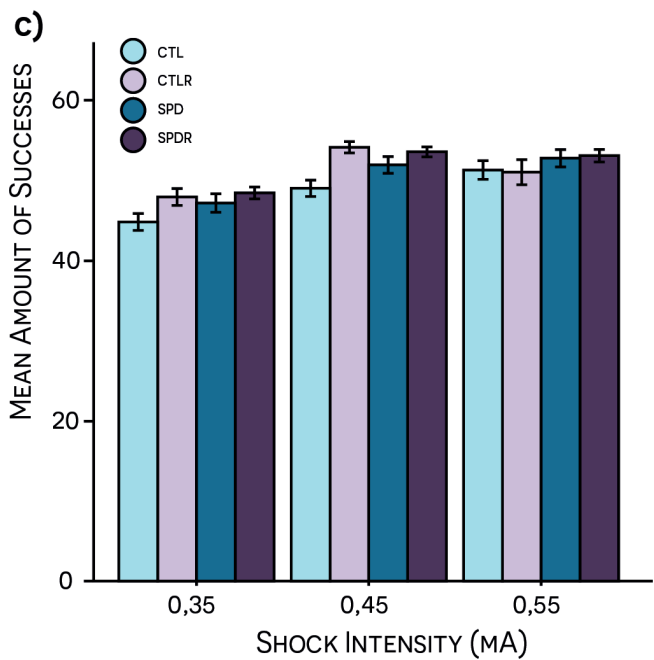 c)
CTL
CTLR
SPD
SPDR
MEAN AMOUNT OF SUCCESSES
60
40
20
0
0,35 0,45 0,55
SHOCK INTENSITY (MA)